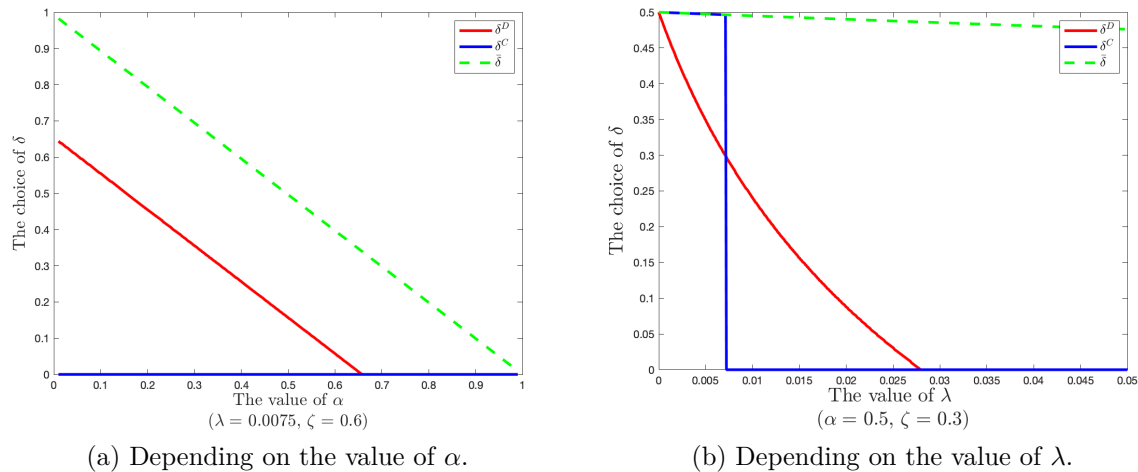 1
0.9
0.8
0.7
0.6
0.5
0.4
0.3
0.2
0.1
0
The choice of δ
δ^D
δ^C
δ̄
0 0.1 0.2 0.3 0.4 0.5 0.6 0.7 0.8 0.9 1
The value of α
(λ = 0.0075, ζ = 0.6)
(a) Depending on the value of α.
0.5
0.45
0.4
0.35
0.3
0.25
0.2
0.15
0.1
0.05
0
The choice of δ
δ^D
δ^C
δ̄
0 0.005 0.01 0.015 0.02 0.025 0.03 0.035 0.04 0.045 0.05
The value of λ
(α = 0.5, ζ = 0.3)
(b) Depending on the value of λ.